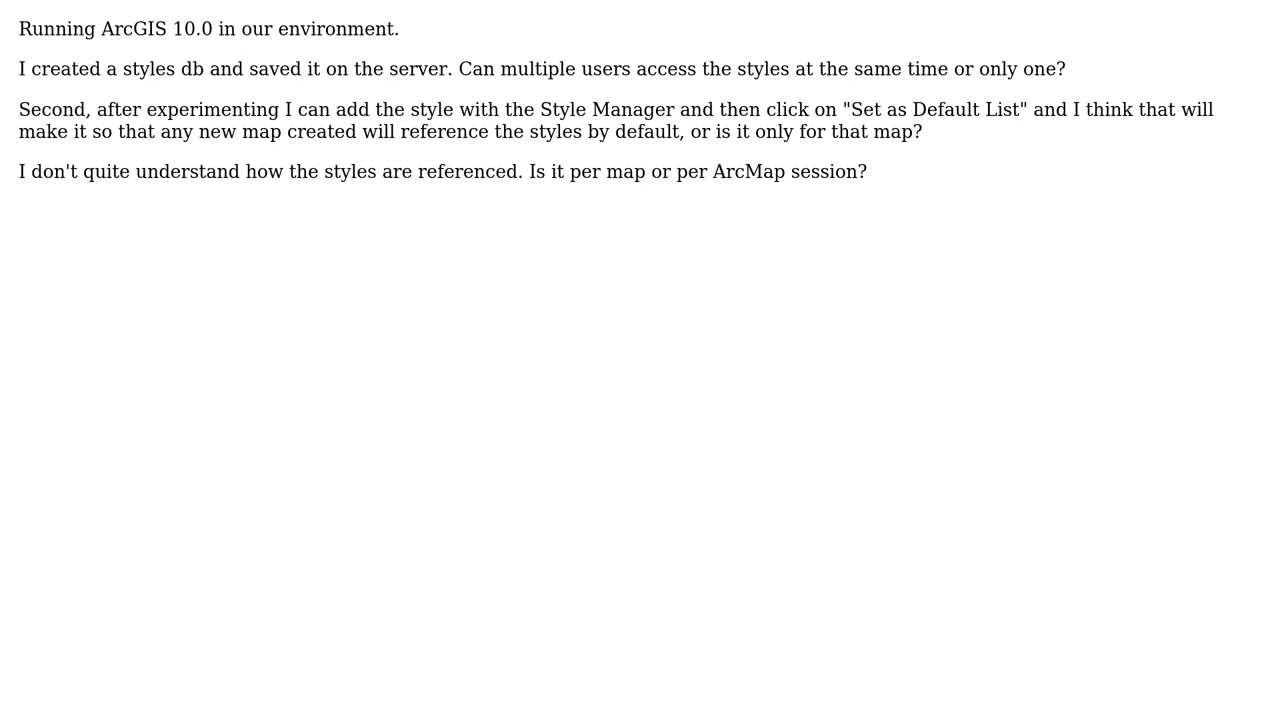 Running ArcGIS 10.0 in our environment.
I created a styles db and saved it on the server. Can multiple users access the styles at the same time or only one?
Second, after experimenting I can add the style with the Style Manager and then click on "Set as Default List" and I think that will
make it so that any new map created will reference the styles by default, or is it only for that map?
I don't quite understand how the styles are referenced. Is it per map or per ArcMap session?